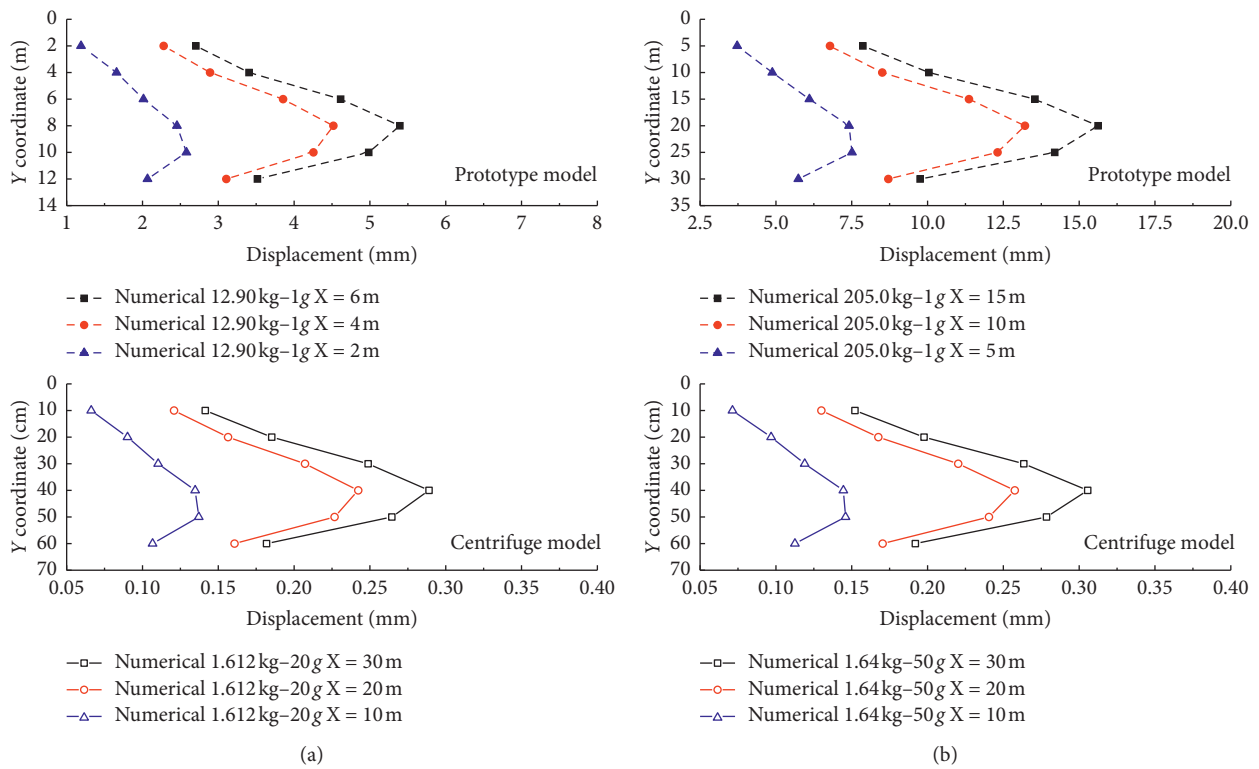 0
2
4
6
8
10
12
14
Y coordinate (m)
Prototype model
1 2 3 4 5 6 7 8
Displacement (mm)
Numerical 12.90 kg–1g X = 6 m
Numerical 12.90 kg–1g X = 4 m
Numerical 12.90 kg–1g X = 2 m
0
10
20
30
40
50
60
70
Y coordinate (cm)
Centrifuge model
0.05 0.10 0.15 0.20 0.25 0.30 0.35 0.40
Displacement (mm)
Numerical 1.612 kg–20g X = 30 m
Numerical 1.612 kg–20g X = 20 m
Numerical 1.612 kg–20g X = 10 m
(a)
0
5
10
15
20
25
30
35
Y coordinate (m)
Prototype model
2.5 5.0 7.5 10.0 12.5 15.0 17.5 20.0
Displacement (mm)
Numerical 205.0 kg–1g X = 15 m
Numerical 205.0 kg–1g X = 10 m
Numerical 205.0 kg–1g X = 5 m
0
10
20
30
40
50
60
70
Y coordinate (cm)
Centrifuge model
0.05 0.10 0.15 0.20 0.25 0.30 0.35 0.40
Displacement (mm)
Numerical 1.64 kg–50g X = 30 m
Numerical 1.64 kg–50g X = 20 m
Numerical 1.64 kg–50g X = 10 m
(b)